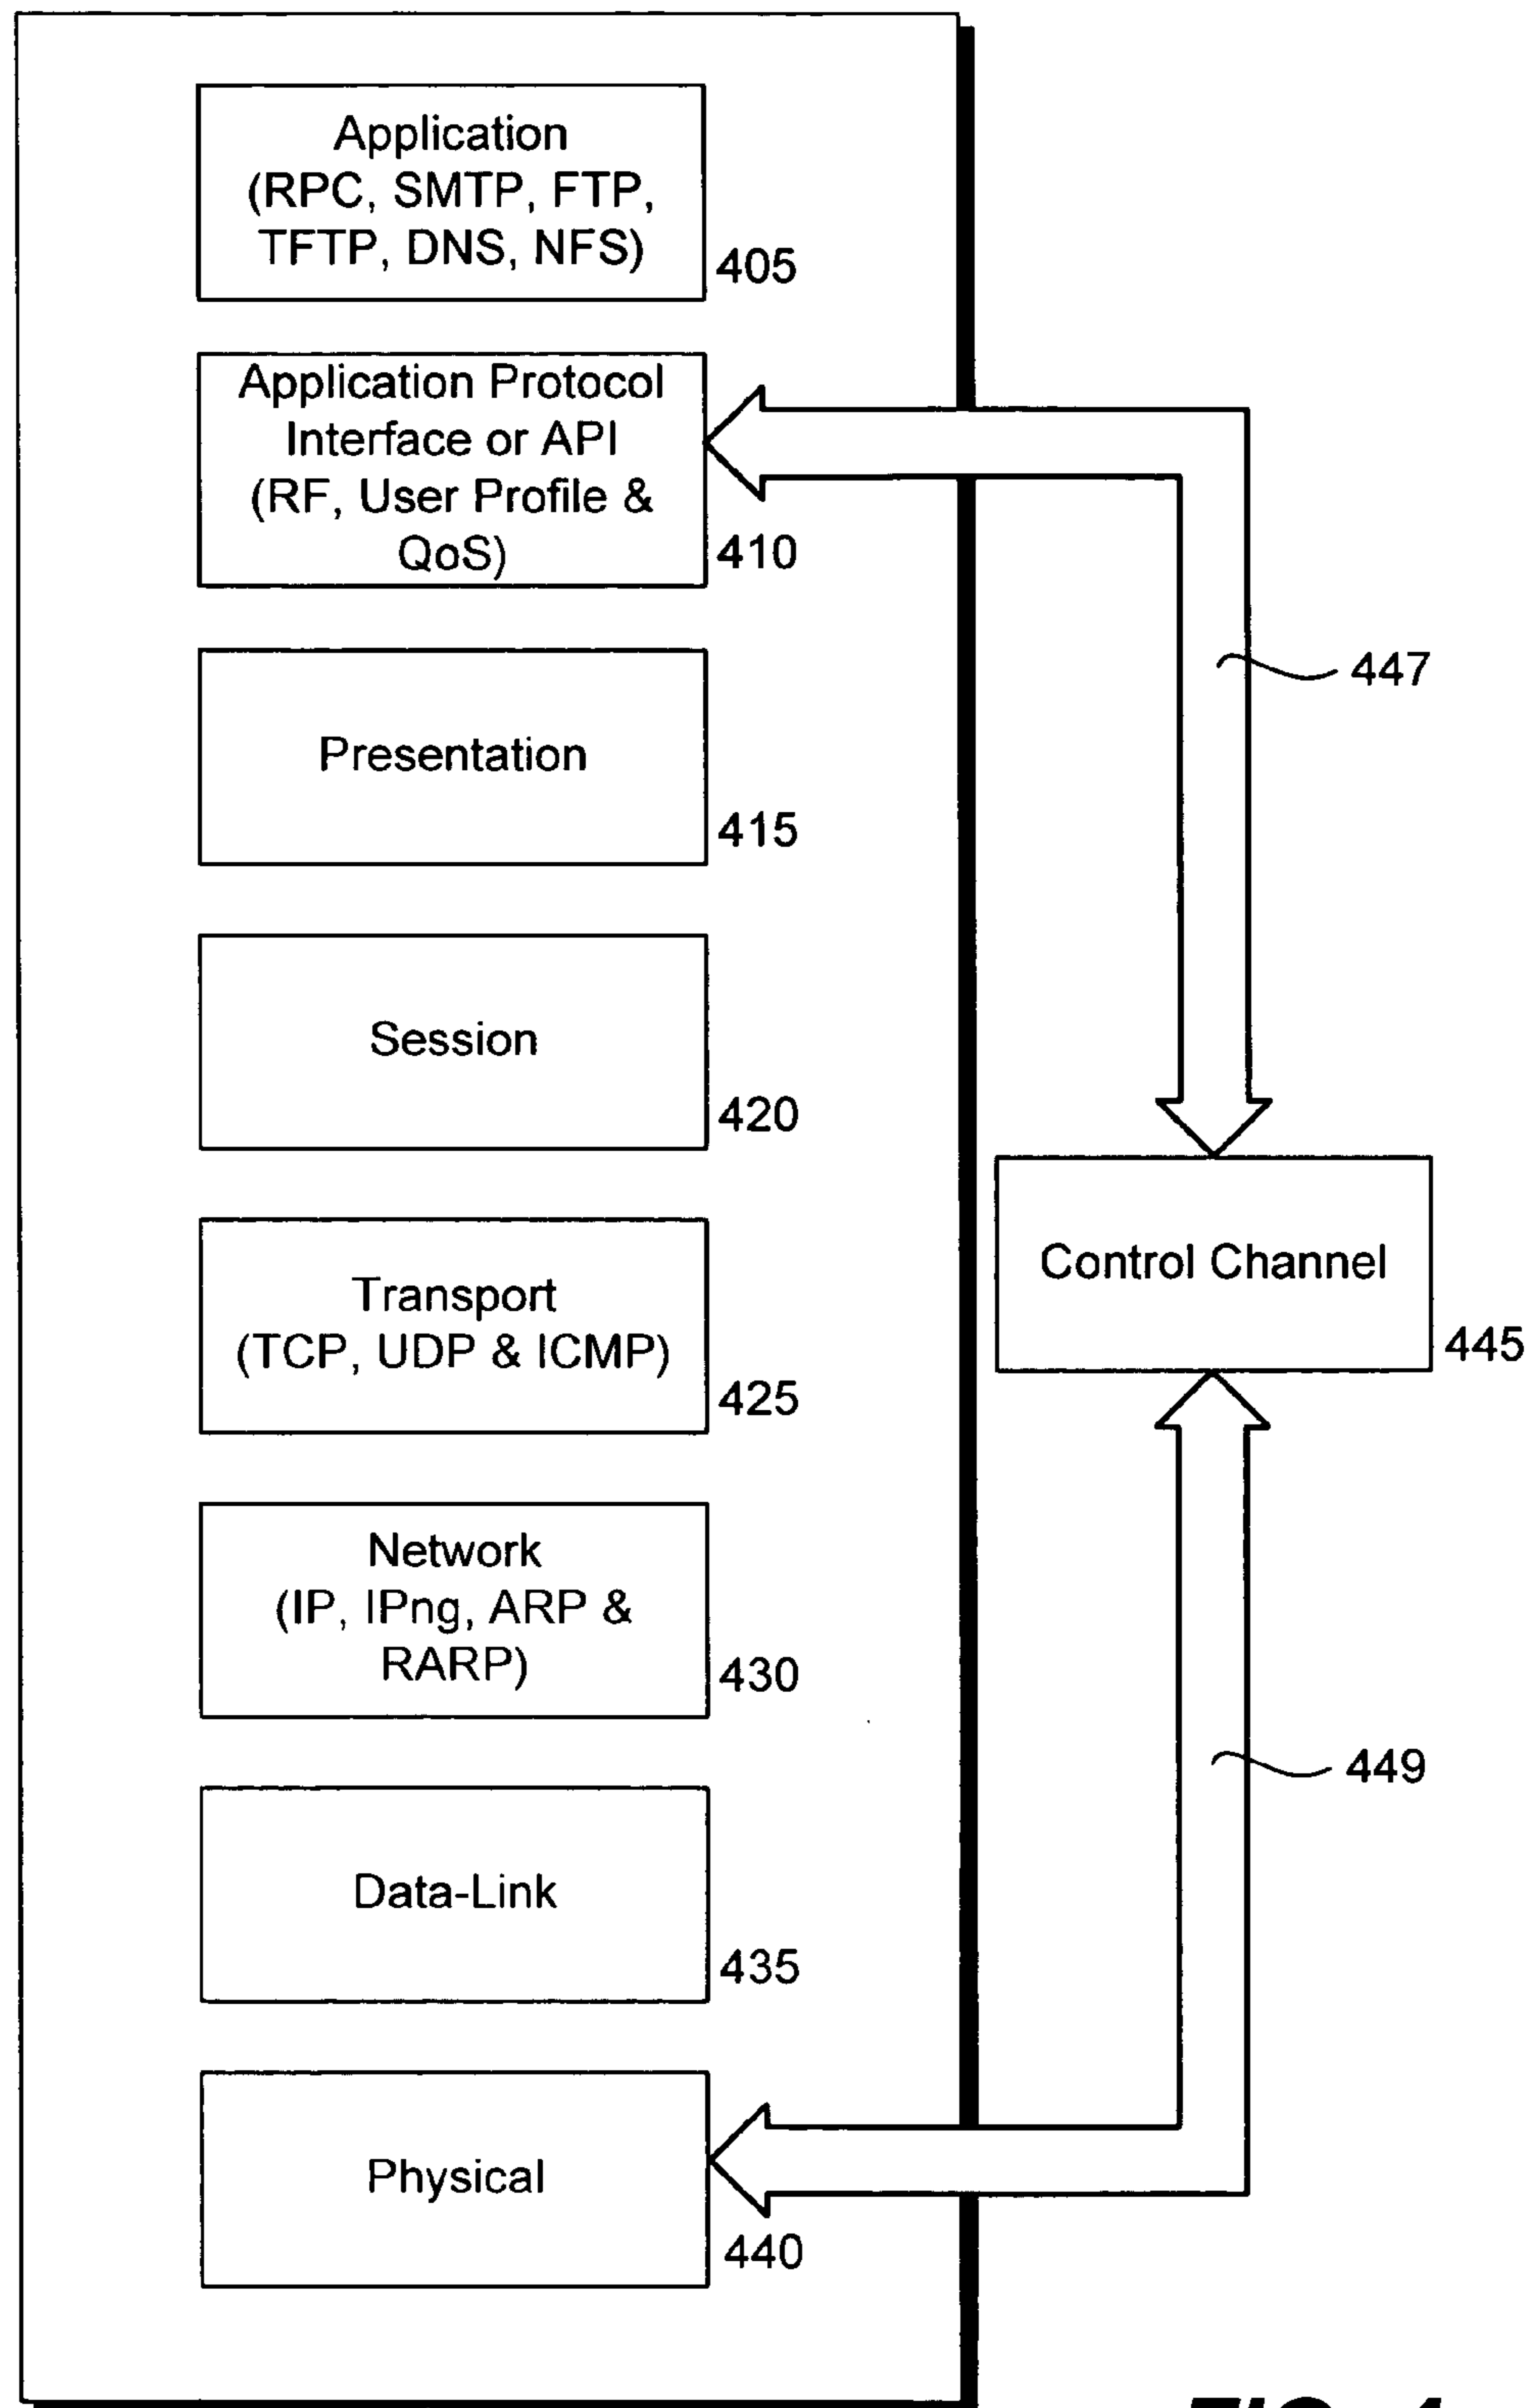 Application
(RPC, SMTP, FTP,
TFTP, DNS, NFS)
405
Application Protocol
Interface or API
(RF, User Profile &
QoS)
410
447
Presentation
415
Session
420
Control Channel
445
Transport
(TCP, UDP & ICMP)
425
Network
(IP, IPng, ARP &
RARP)
430
449
Data-Link
435
Physical
440